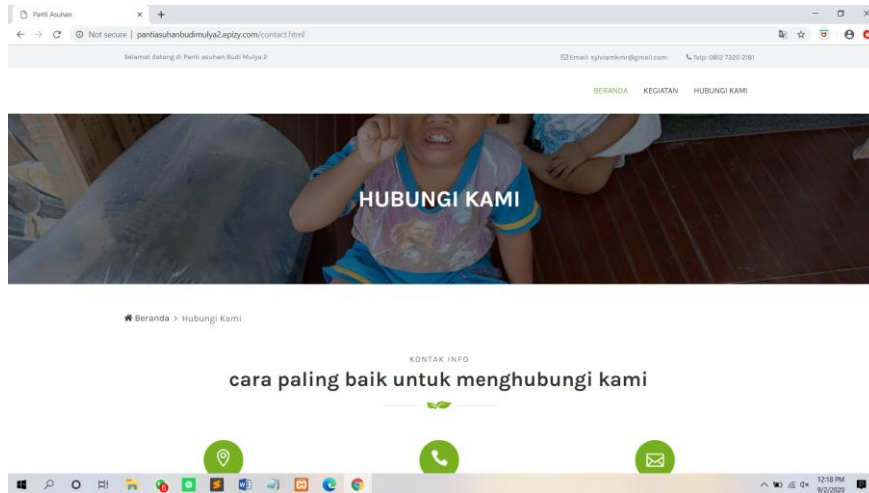 Panti Asuhan
Not secure | pantiasuhanbudimulya2.epizy.com/contact.html
Selamat datang di Panti asuhan Budi Mulya 2
Email: sylviamkmr@gmail.com
Telp: 0812 7320 2191
BERANDA KEGIATAN HUBUNGI KAMI
HUBUNGI KAMI
Beranda > Hubungi Kami
KONTAK INFO
cara paling baik untuk menghubungi kami
12:18 PM
9/2/2020